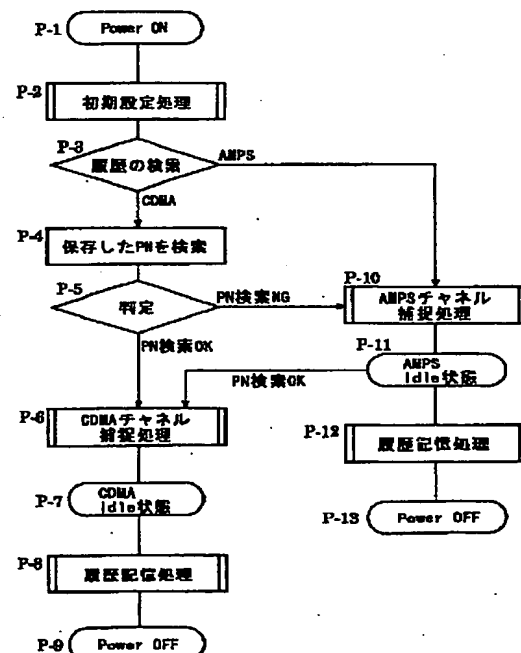 P-1
Power ON
P-2
初期設定処理
P-3
履歴の検索
AMPS
CDMA
P-4
保存したPNを検索
P-5
判定
PN検索NG
PN検索OK
P-10
AMPSチャネル
捕捉処理
P-11
AMPS
Idle状態
PN検索OK
P-6
CDMAチャネル
捕捉処理
P-12
履歴記憶処理
P-7
CDMA
Idle状態
P-13
Power OFF
P-8
履歴記憶処理
P-9
Power OFF